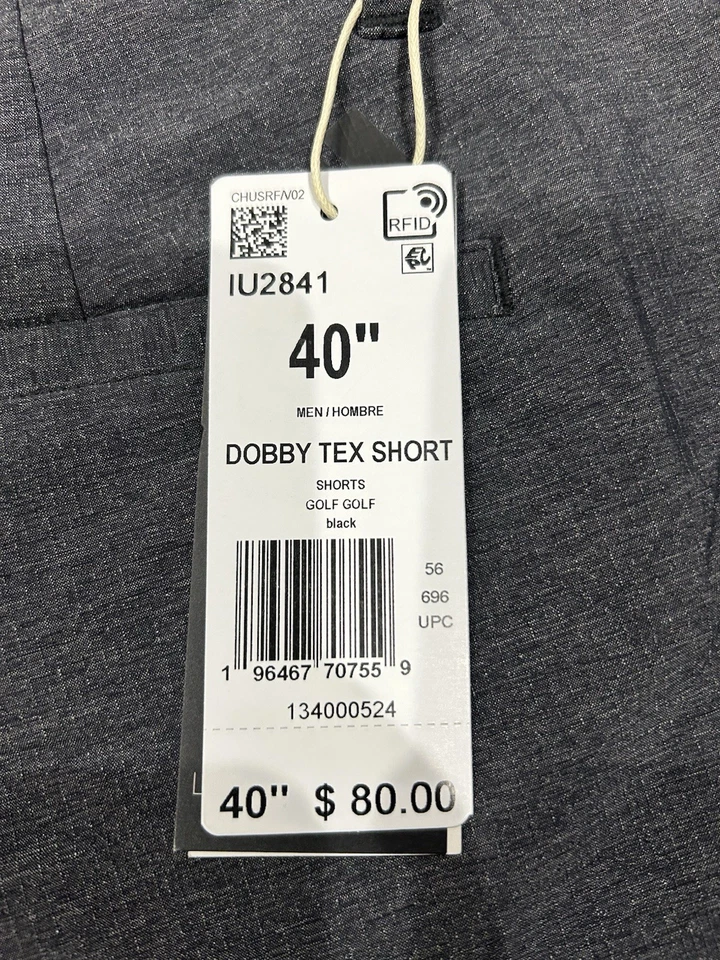 CHUSRF/V02
RFID
IU2841
40"
MEN / HOMBRE
DOBBY TEX SHORT
SHORTS
GOLF GOLF
black
56
696
UPC
1 96467 70755 9
134000524
40" $ 80.00